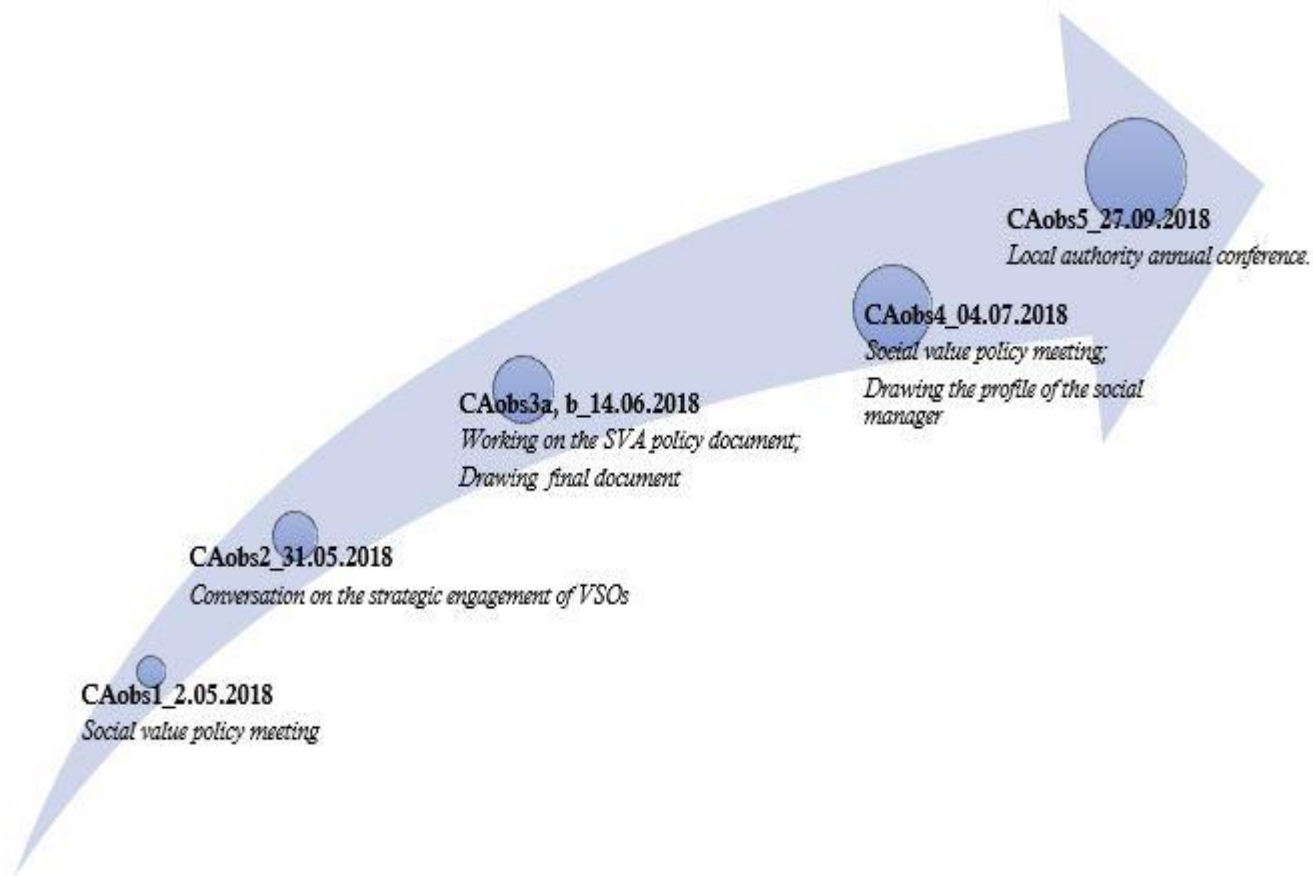 CAobs5_27.09.2018
Local authority annual conference.
CAobs4_04.07.2018
Social value policy meeting;
Drawing the profile of the social
manager
CAobs3a, b_14.06.2018
Working on the SVA policy document;
Drawing final document
CAobs2_31.05.2018
Conversation on the strategic engagement of VSOs
CAobs1_2.05.2018
Social value policy meeting